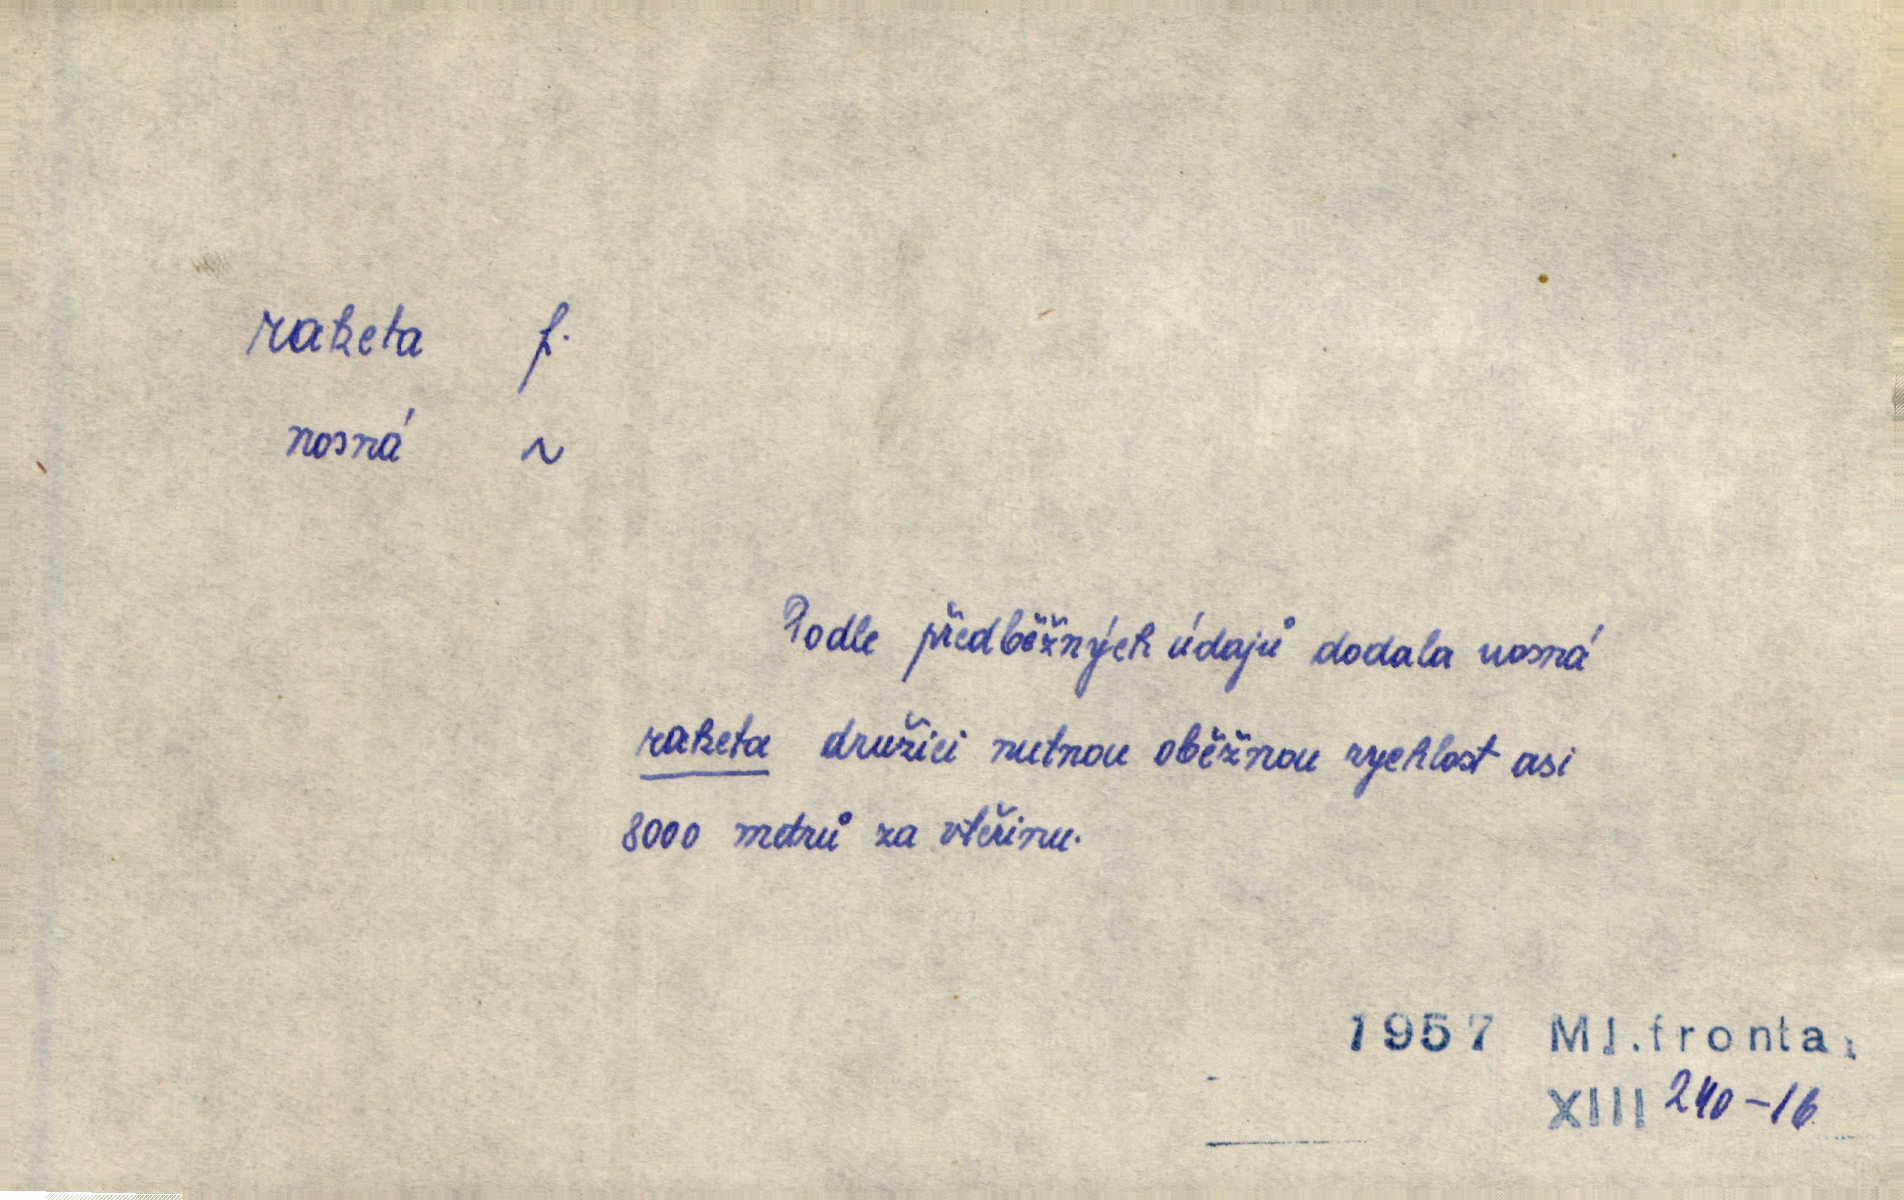 raketa f.
nosná ~
Podle předběžných údajů dodala nosná
raketa družici nutnou oběžnou rychlost asi
8000 metrů za vteřinu.
1957 Ml.fronta,
XIII 240-16